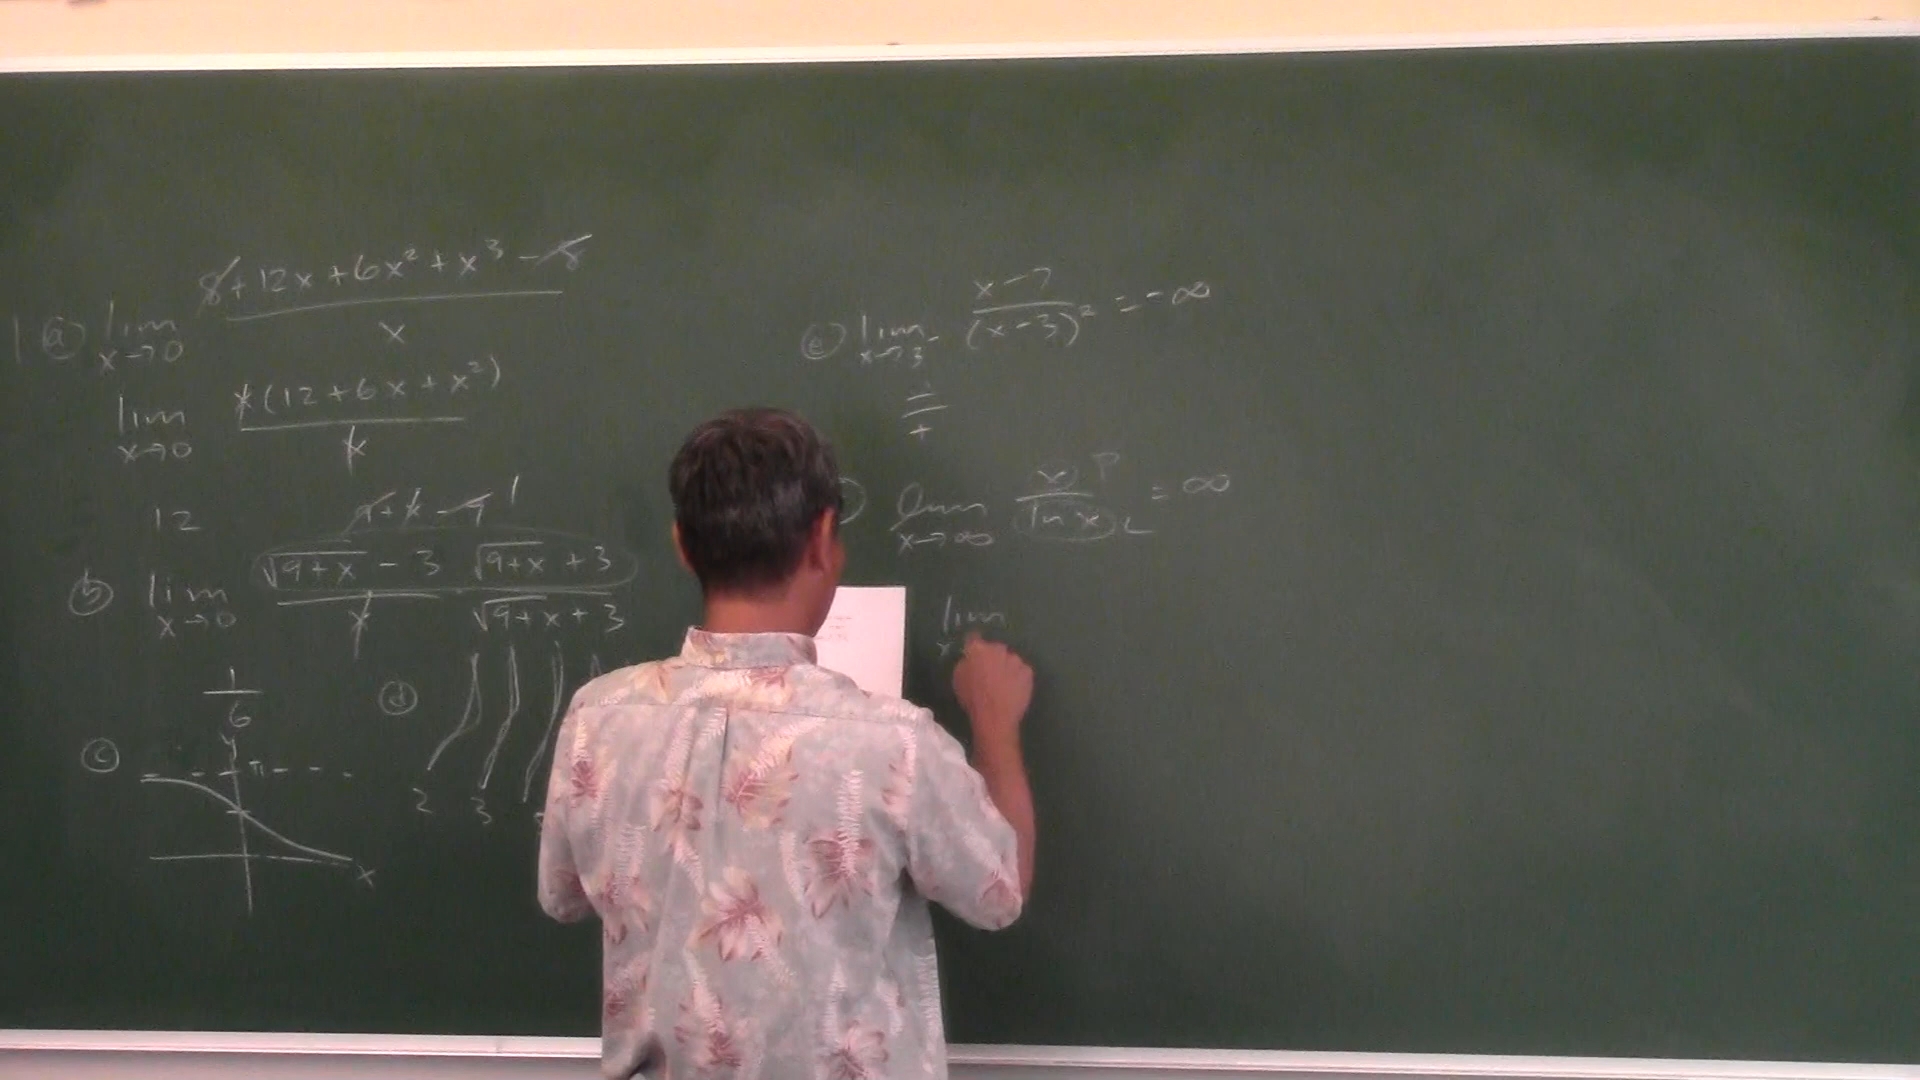 1 (a) lim x→0 (8 + 12x + 6x² + x³ - 8) / x
lim x→0 x(12 + 6x + x²) / x
12
9 + x - 9 1
(b) lim x→0 (√(9+x) - 3)/x (√(9+x) + 3)/(√(9+x) + 3)
1/6
(c) y π x
(d) 2 3
(e) lim x→3⁻ (x-7)/(x-3)² = -∞
-/+
lim x→∞ x/ln x P L = ∞
lim
x